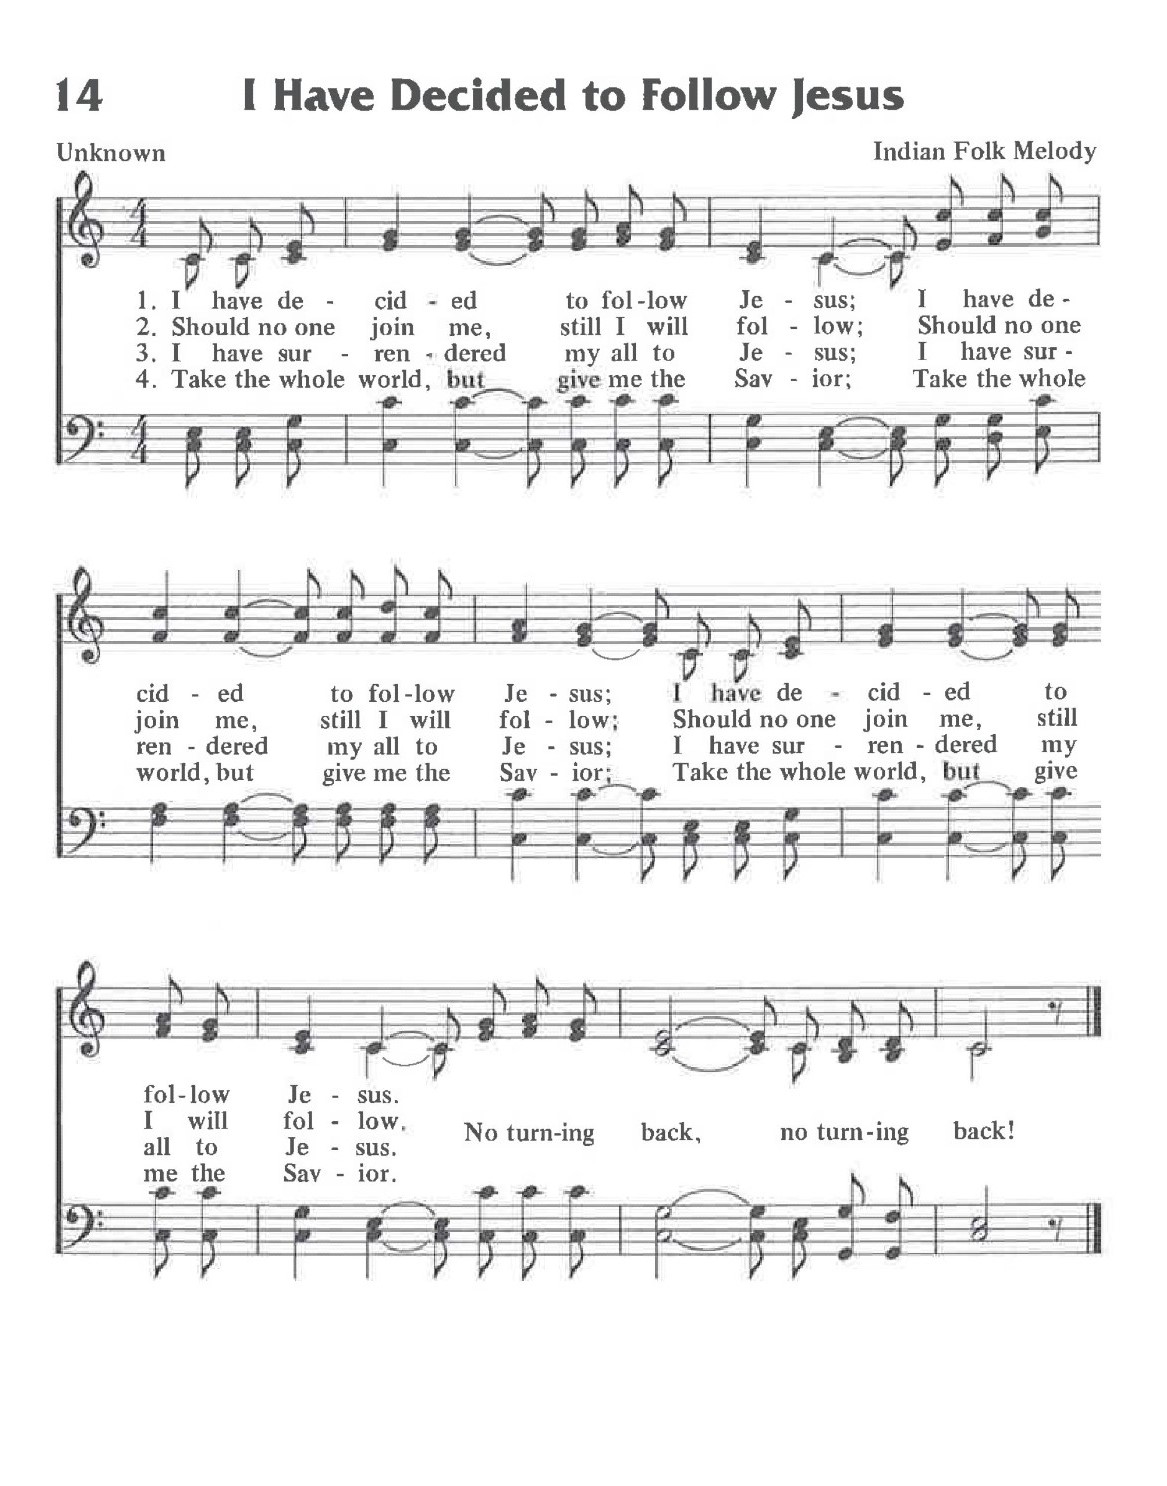 14 I Have Decided to Follow Jesus
Unknown Indian Folk Melody
1. I have de - cid - ed to fol-low Je - sus; I have de -
2. Should no one join me, still I will fol - low; Should no one
3. I have sur - ren - dered my all to Je - sus; I have sur -
4. Take the whole world, but give me the Sav - ior; Take the whole
cid - ed to fol-low Je - sus; I have de - cid - ed to
join me, still I will fol - low; Should no one join me, still
ren - dered my all to Je - sus; I have sur - ren - dered my
world, but give me the Sav - ior; Take the whole world, but give
fol-low Je - sus.
I will fol - low.
all to Je - sus.
me the Sav - ior.
No turn-ing back, no turn-ing back!